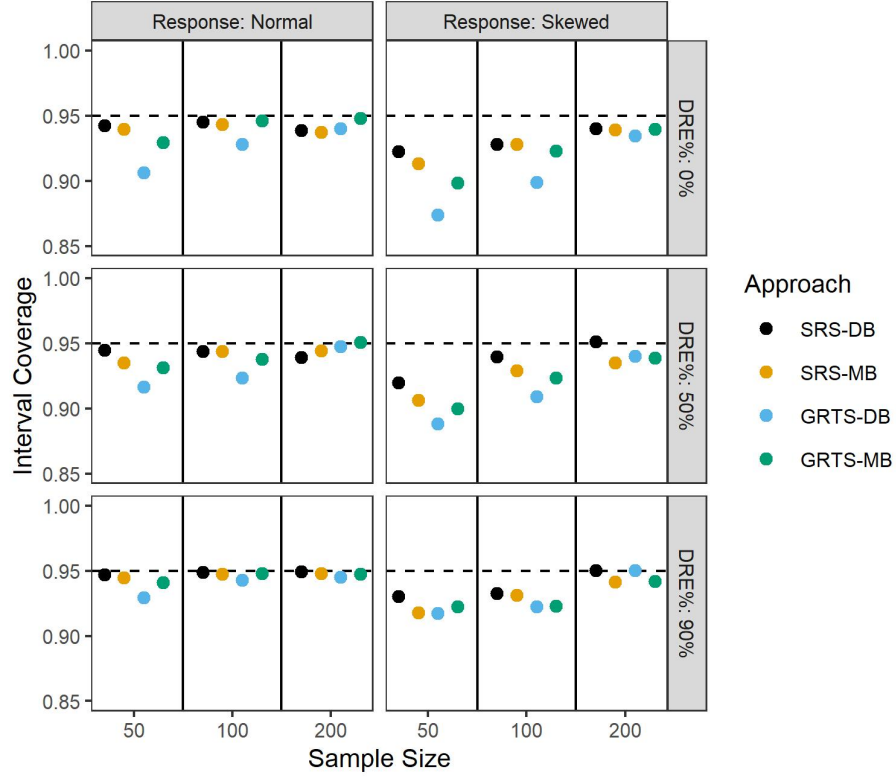 Response: Normal
Response: Skewed
1.00
0.95
0.90
0.85
DRE%: 0%
1.00
0.95
0.90
0.85
DRE%: 50%
1.00
0.95
0.90
0.85
DRE%: 90%
Interval Coverage
50
100
200
50
100
200
Sample Size
Approach
SRS-DB
SRS-MB
GRTS-DB
GRTS-MB